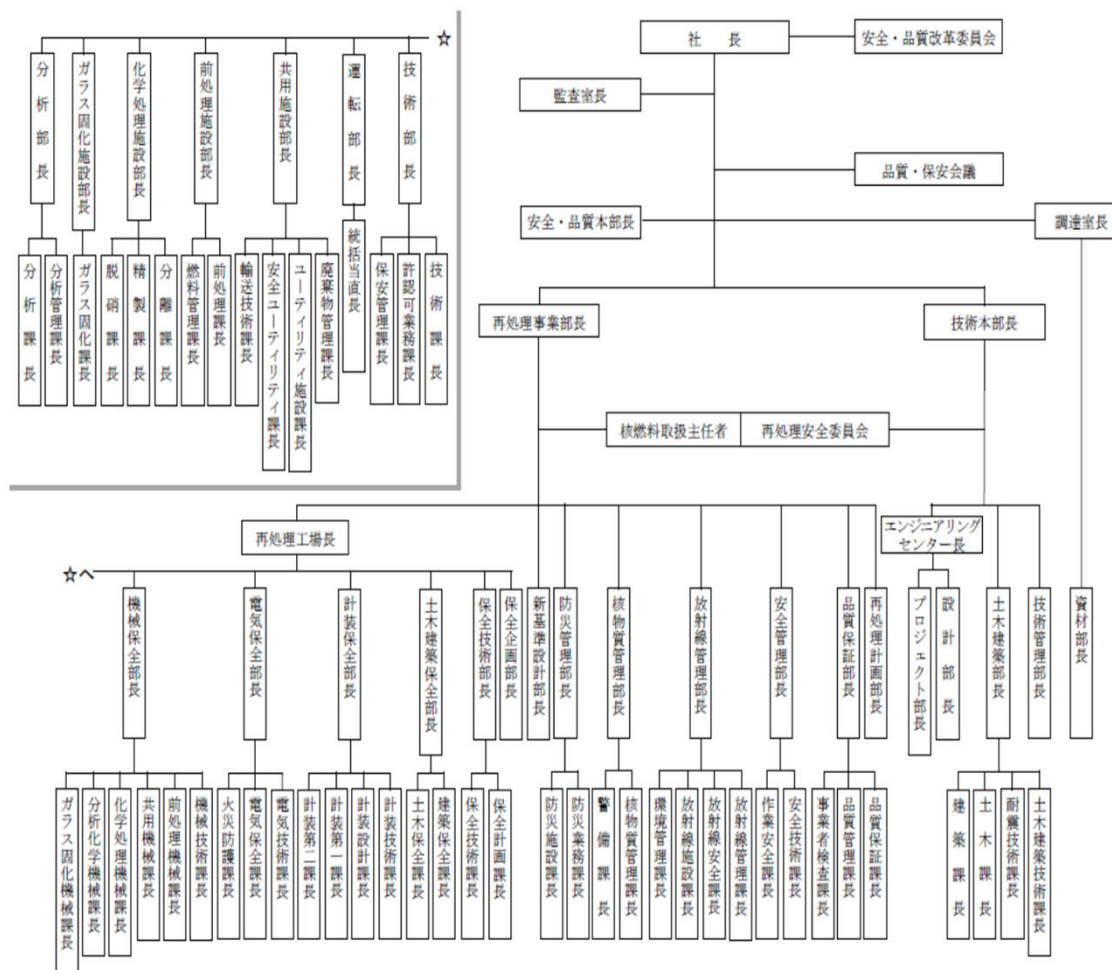 社　長
安全・品質改革委員会
監査室長
品質・保安会議
安全・品質本部長
調達室長
再処理事業部長
技術本部長
核燃料取扱主任者
再処理安全委員会
☆
技術部長
運転部長
共用施設部長
前処理施設部長
化学処理施設部長
ガラス固化施設部長
分析部長
技術課長
許認可業務課長
保安管理課長
統括当直長
廃棄物管理課長
ユーティリティ施設課長
安全ユーティリティ課長
輸送技術課長
前処理課長
燃料管理課長
分離課長
精製課長
脱硝課長
ガラス固化課長
分析管理課長
分析課長
再処理工場長
エンジニアリング
センター長
☆へ
資材部長
技術管理部長
土木建築部長
設計部長
プロジェクト部長
再処理計画部長
品質保証部長
安全管理部長
放射線管理部長
核物質管理部長
防災管理部長
新基準設計部長
保全企画部長
保全技術部長
土木建築保全部長
計装保全部長
電気保全部長
機械保全部長
土木建築技術課長
耐震技術課長
土木課長
建築課長
品質保証課長
品質管理課長
事業者検査課長
安全技術課長
作業安全課長
放射線管理課長
放射線安全課長
放射線施設課長
環境管理課長
核物質管理課長
警備課長
防災業務課長
防災施設課長
保全計画課長
保全技術課長
建築保全課長
土木保全課長
計装技術課長
計装設計課長
計装第一課長
計装第二課長
電気技術課長
電気保全課長
火災防護課長
機械技術課長
前処理機械課長
共用機械課長
化学処理機械課長
分析化学機械課長
ガラス固化機械課長